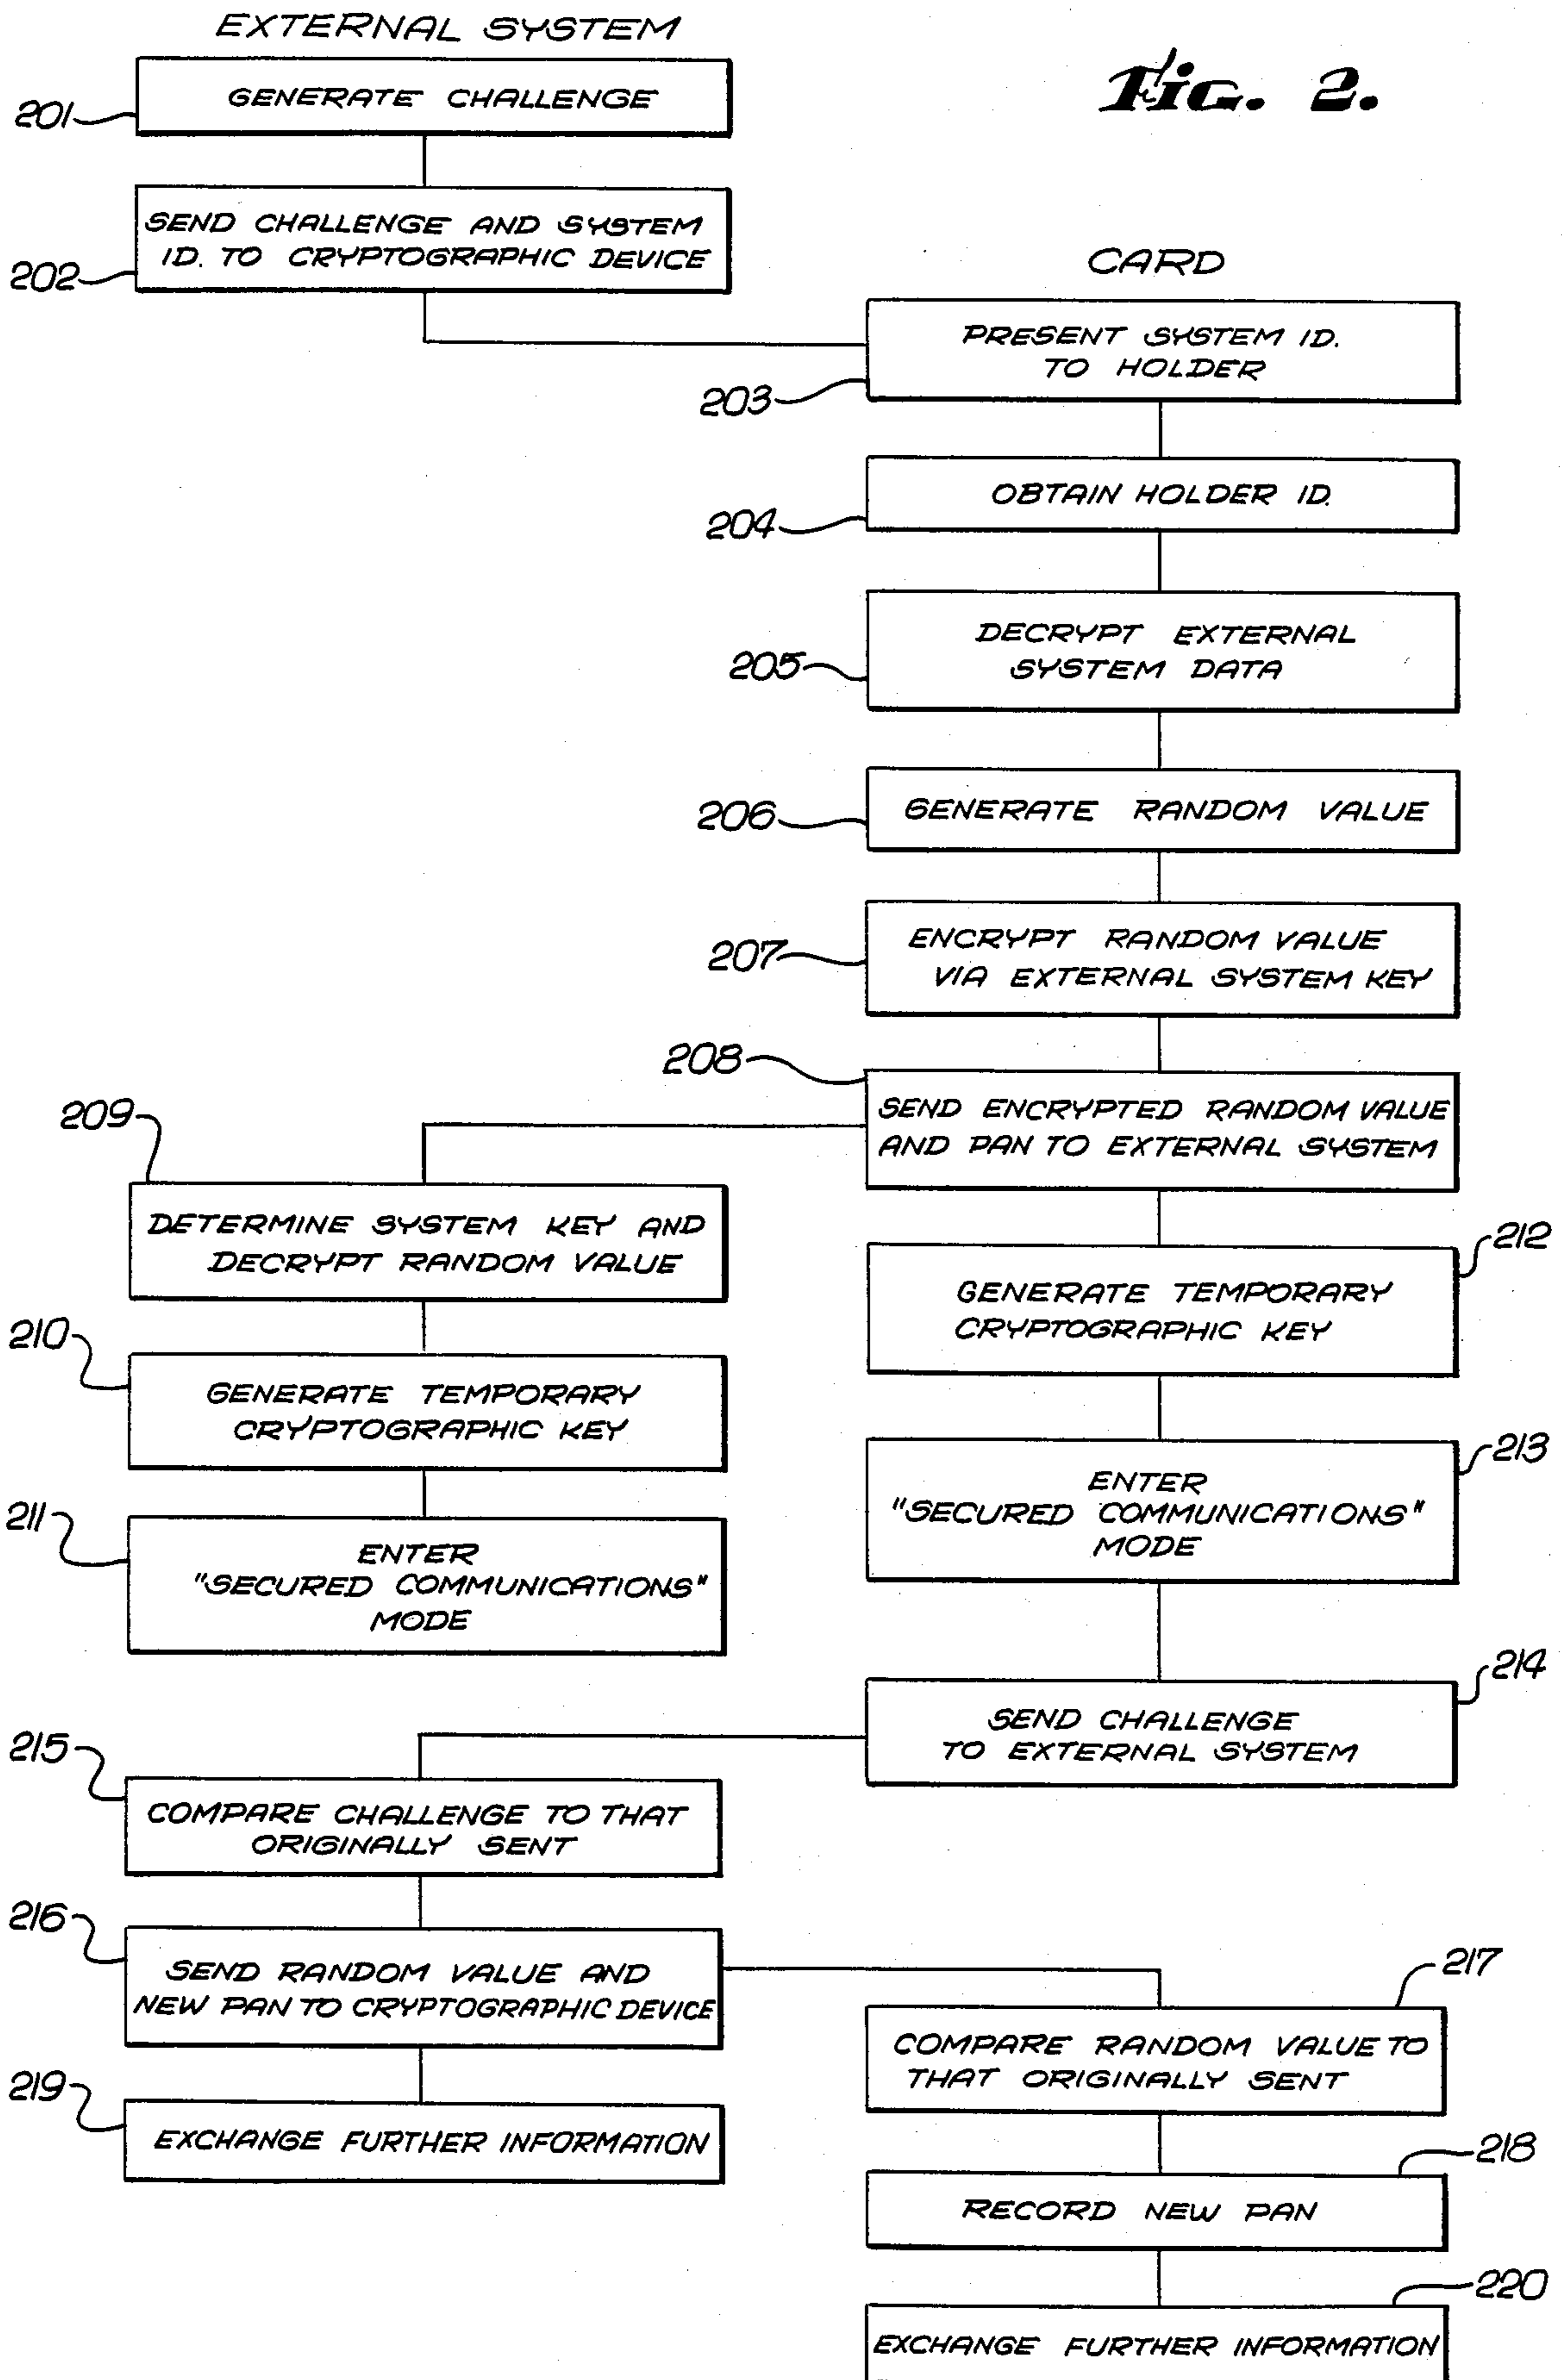 EXTERNAL SYSTEM
Fig. 2.
201
GENERATE CHALLENGE
202
SEND CHALLENGE AND SYSTEM
ID. TO CRYPTOGRAPHIC DEVICE
CARD
203
PRESENT SYSTEM ID.
TO HOLDER
204
OBTAIN HOLDER ID.
205
DECRYPT EXTERNAL
SYSTEM DATA
206
GENERATE RANDOM VALUE
207
ENCRYPT RANDOM VALUE
VIA EXTERNAL SYSTEM KEY
208
SEND ENCRYPTED RANDOM VALUE
AND PAN TO EXTERNAL SYSTEM
209
DETERMINE SYSTEM KEY AND
DECRYPT RANDOM VALUE
210
GENERATE TEMPORARY
CRYPTOGRAPHIC KEY
211
ENTER
"SECURED COMMUNICATIONS"
MODE
212
GENERATE TEMPORARY
CRYPTOGRAPHIC KEY
213
ENTER
"SECURED COMMUNICATIONS"
MODE
214
SEND CHALLENGE
TO EXTERNAL SYSTEM
215
COMPARE CHALLENGE TO THAT
ORIGINALLY SENT
216
SEND RANDOM VALUE AND
NEW PAN TO CRYPTOGRAPHIC DEVICE
217
COMPARE RANDOM VALUE TO
THAT ORIGINALLY SENT
218
RECORD NEW PAN
219
EXCHANGE FURTHER INFORMATION
220
EXCHANGE FURTHER INFORMATION